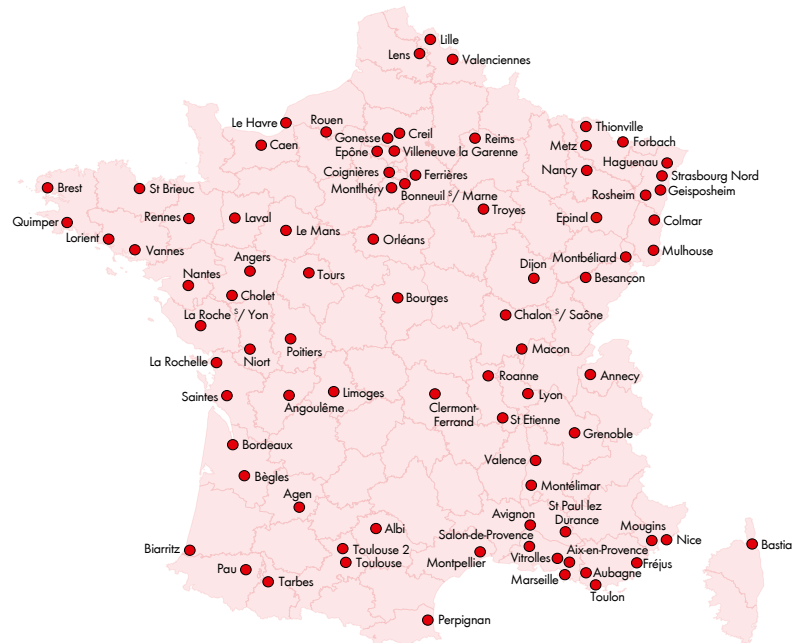 Lille
Lens
Valenciennes
Le Havre
Rouen
Caen
Gonesse
Creil
Reims
Epône
Villeneuve la Garenne
Thionville
Metz
Forbach
Haguenau
Nancy
Strasbourg Nord
Coignières
Ferrières
Montlhéry
Bonneuil s/ Marne
Rosheim
Geisposheim
Brest
St Brieuc
Troyes
Epinal
Colmar
Quimper
Rennes
Laval
Le Mans
Orléans
Lorient
Vannes
Angers
Tours
Dijon
Montbéliard
Mulhouse
Besançon
Nantes
Cholet
Bourges
La Roche s/ Yon
Chalon s/ Saône
Poitiers
Niort
La Rochelle
Macon
Roanne
Annecy
Saintes
Angoulême
Limoges
Clermont-
Ferrand
Lyon
St Etienne
Grenoble
Bordeaux
Valence
Bègles
Montélimar
Agen
Albi
Avignon
St Paul lez
Durance
Salon-de-Provence
Mougins
Nice
Bastia
Biarritz
Toulouse 2
Toulouse
Montpellier
Vitrolles
Aix-en-Provence
Fréjus
Pau
Tarbes
Marseille
Aubagne
Toulon
Perpignan